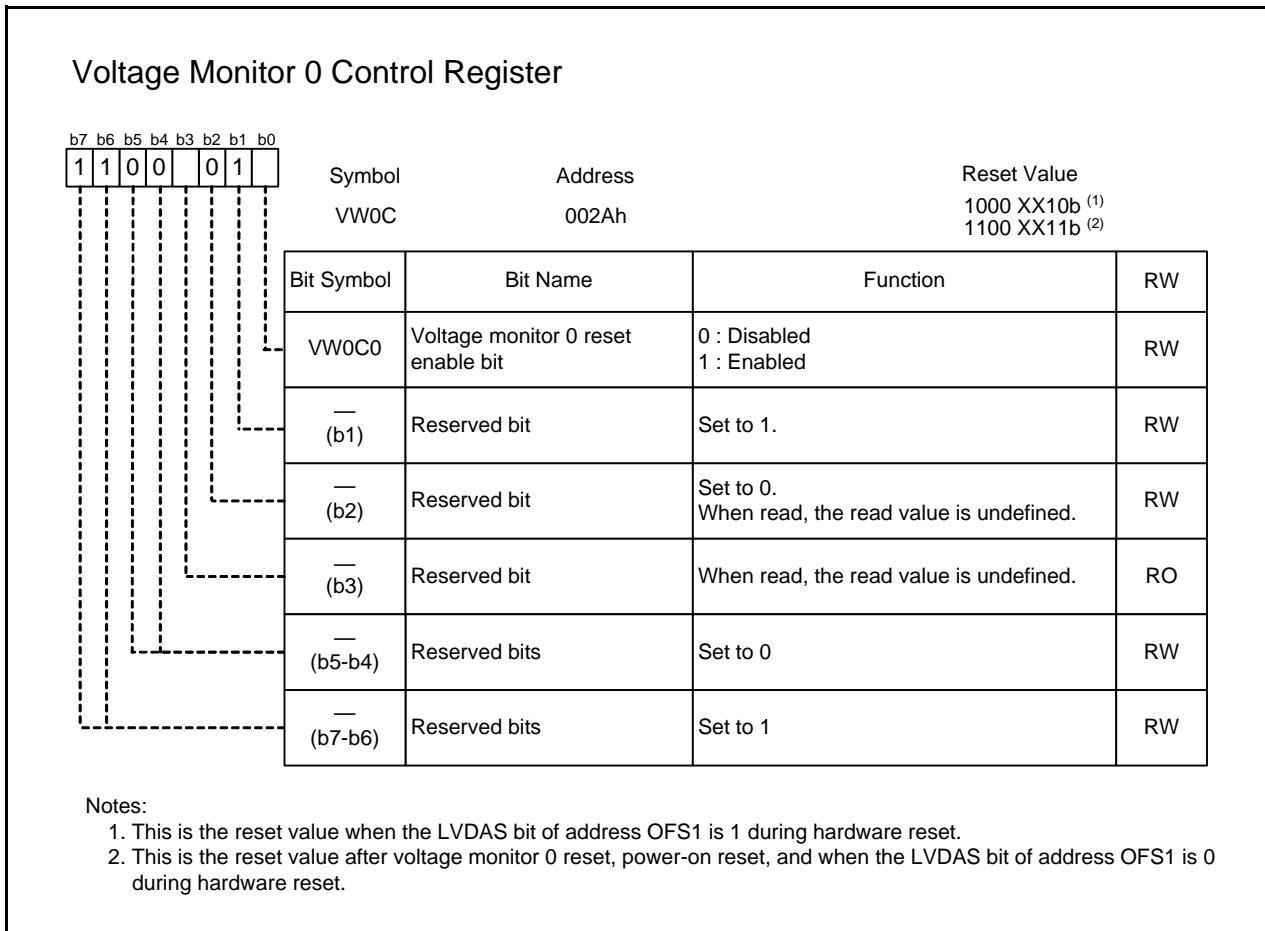 Voltage Monitor 0 Control Register
b7 b6 b5 b4 b3 b2 b1 b0
1 1 0 0 0 1
Symbol Address Reset Value
VW0C 002Ah 1000 XX10b (1)
1100 XX11b (2)
Bit Symbol Bit Name Function RW
VW0C0 Voltage monitor 0 reset enable bit 0 : Disabled
1 : Enabled RW
—
(b1) Reserved bit Set to 1. RW
—
(b2) Reserved bit Set to 0.
When read, the read value is undefined. RW
—
(b3) Reserved bit When read, the read value is undefined. RO
—
(b5-b4) Reserved bits Set to 0 RW
—
(b7-b6) Reserved bits Set to 1 RW
Notes:
1. This is the reset value when the LVDAS bit of address OFS1 is 1 during hardware reset.
2. This is the reset value after voltage monitor 0 reset, power-on reset, and when the LVDAS bit of address OFS1 is 0
during hardware reset.